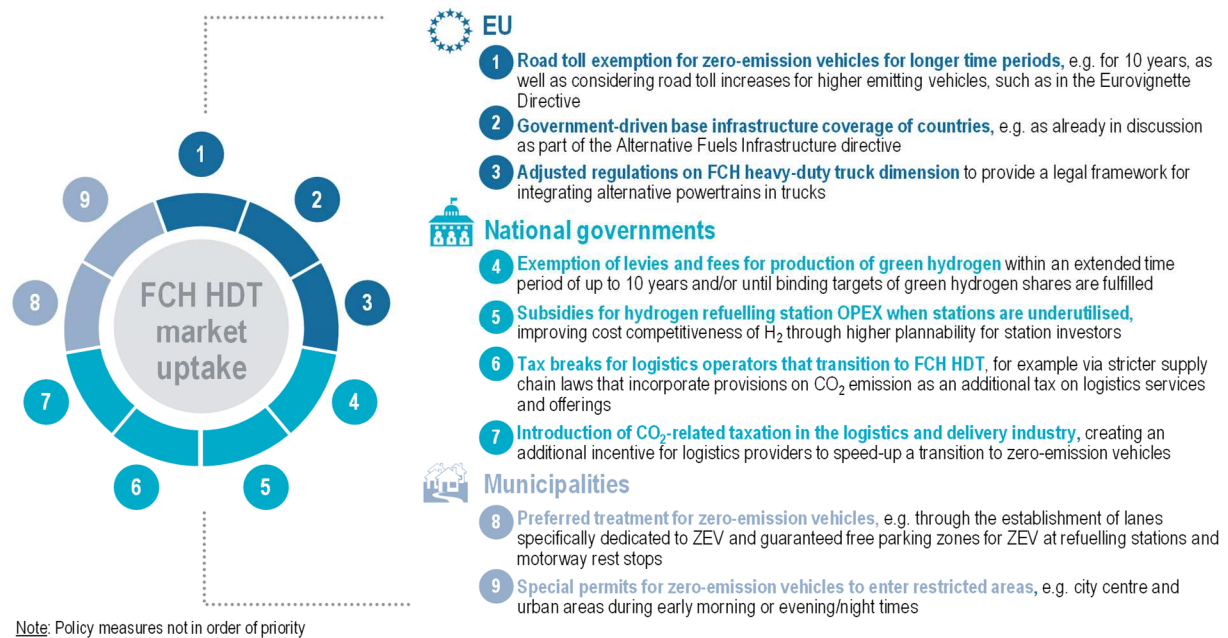 EU
1
Road toll exemption for zero-emission vehicles for longer time periods, e.g. for 10 years, as
well as considering road toll increases for higher emitting vehicles, such as in the Eurovignette
Directive
2
Government-driven base infrastructure coverage of countries, e.g. as already in discussion
as part of the Alternative Fuels Infrastructure directive
3
Adjusted regulations on FCH heavy-duty truck dimension to provide a legal framework for
integrating alternative powertrains in trucks
National governments
4
Exemption of levies and fees for production of green hydrogen within an extended time
period of up to 10 years and/or until binding targets of green hydrogen shares are fulfilled
5
Subsidies for hydrogen refuelling station OPEX when stations are underutilised,
improving cost competitiveness of H₂ through higher plannability for station investors
6
Tax breaks for logistics operators that transition to FCH HDT, for example via stricter supply
chain laws that incorporate provisions on CO₂ emission as an additional tax on logistics services
and offerings
7
Introduction of CO₂-related taxation in the logistics and delivery industry, creating an
additional incentive for logistics providers to speed-up a transition to zero-emission vehicles
Municipalities
8
Preferred treatment for zero-emission vehicles, e.g. through the establishment of lanes
specifically dedicated to ZEV and guaranteed free parking zones for ZEV at refuelling stations and
motorway rest stops
9
Special permits for zero-emission vehicles to enter restricted areas, e.g. city centre and
urban areas during early morning or evening/night times
1
2
3
4
5
6
7
8
9
FCH HDT
market
uptake
Note: Policy measures not in order of priority